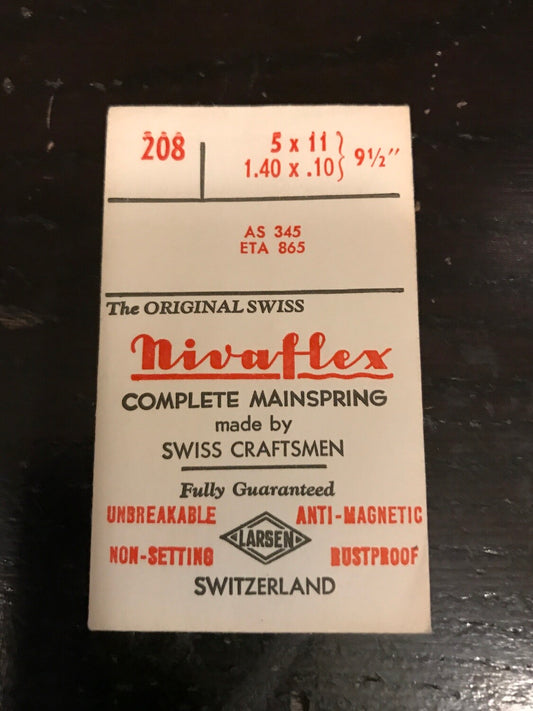 208
5 x 11
1.40 x .10 } 9½"
AS 345
ETA 865
The ORIGINAL SWISS
Nivaflex
COMPLETE MAINSPRING
made by
SWISS CRAFTSMEN
Fully Guaranteed
UNBREAKABLE ANTI-MAGNETIC
LARSEN
NON-SETTING RUSTPROOF
SWITZERLAND